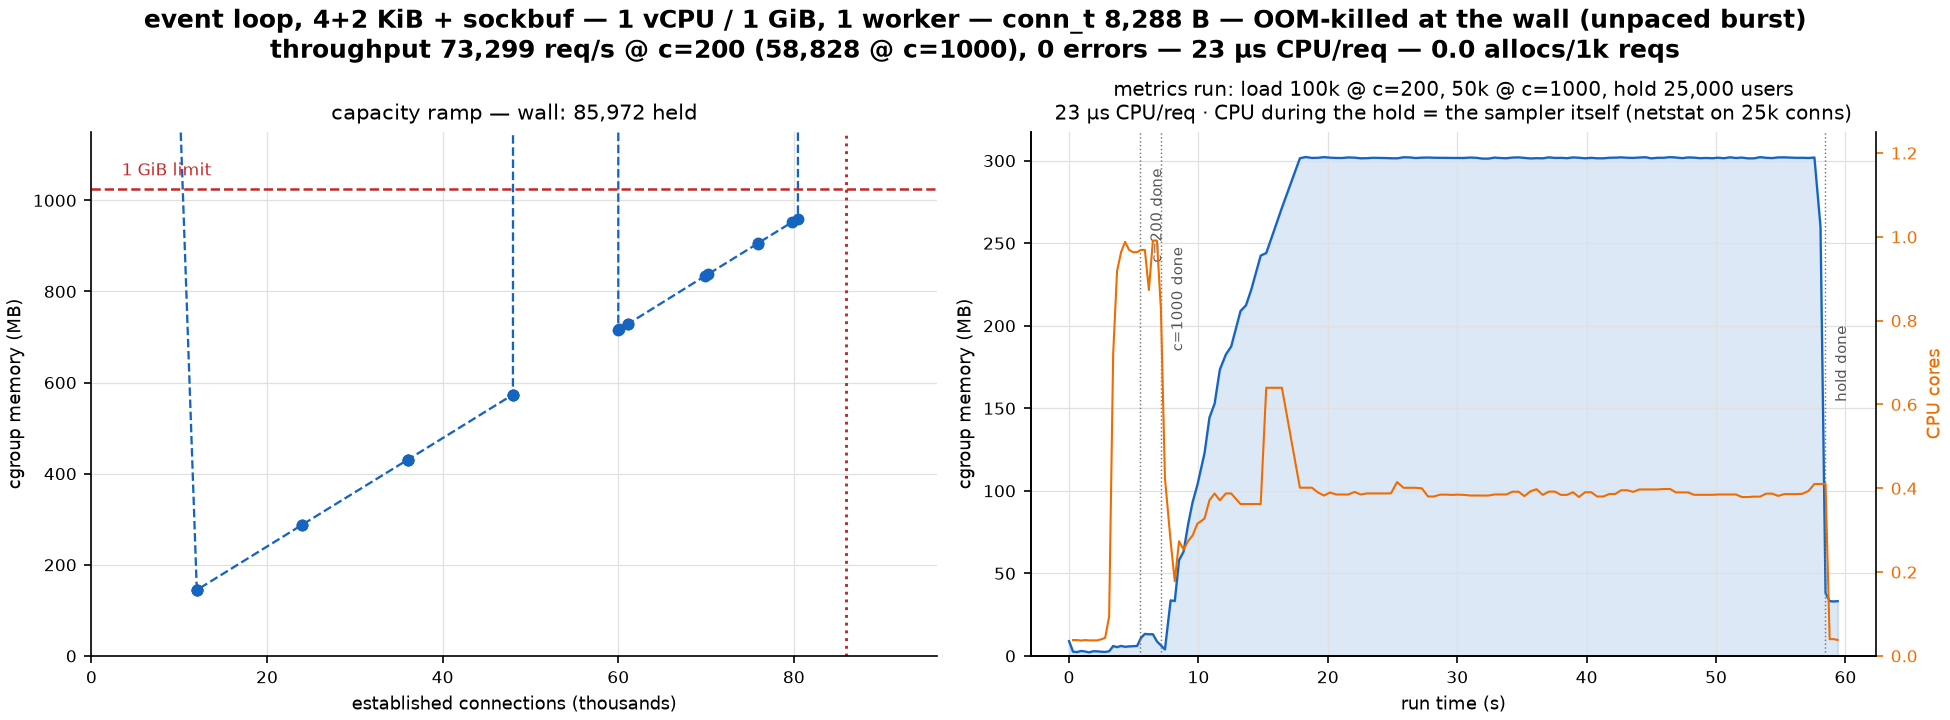 event loop, 4+2 KiB + sockbuf — 1 vCPU / 1 GiB, 1 worker — conn_t 8,288 B — OOM-killed at the wall (unpaced burst)
throughput 73,299 req/s @ c=200 (58,828 @ c=1000), 0 errors — 23 µs CPU/req — 0.0 allocs/1k reqs
capacity ramp — wall: 85,972 held
1 GiB limit
cgroup memory (MB)
1000
800
600
400
200
0
0 20 40 60 80
established connections (thousands)
metrics run: load 100k @ c=200, 50k @ c=1000, hold 25,000 users
23 µs CPU/req · CPU during the hold = the sampler itself (netstat on 25k conns)
cgroup memory (MB)
300
250
200
150
100
50
0
c=200 done
c=1000 done
hold done
1.2
1.0
0.8
0.6
0.4
0.2
0.0
CPU cores
0 10 20 30 40 50 60
run time (s)